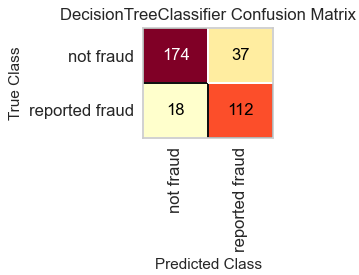 DecisionTreeClassifier Confusion Matrix
True Class
not fraud
174
37
reported fraud
18
112
not fraud
reported fraud
Predicted Class